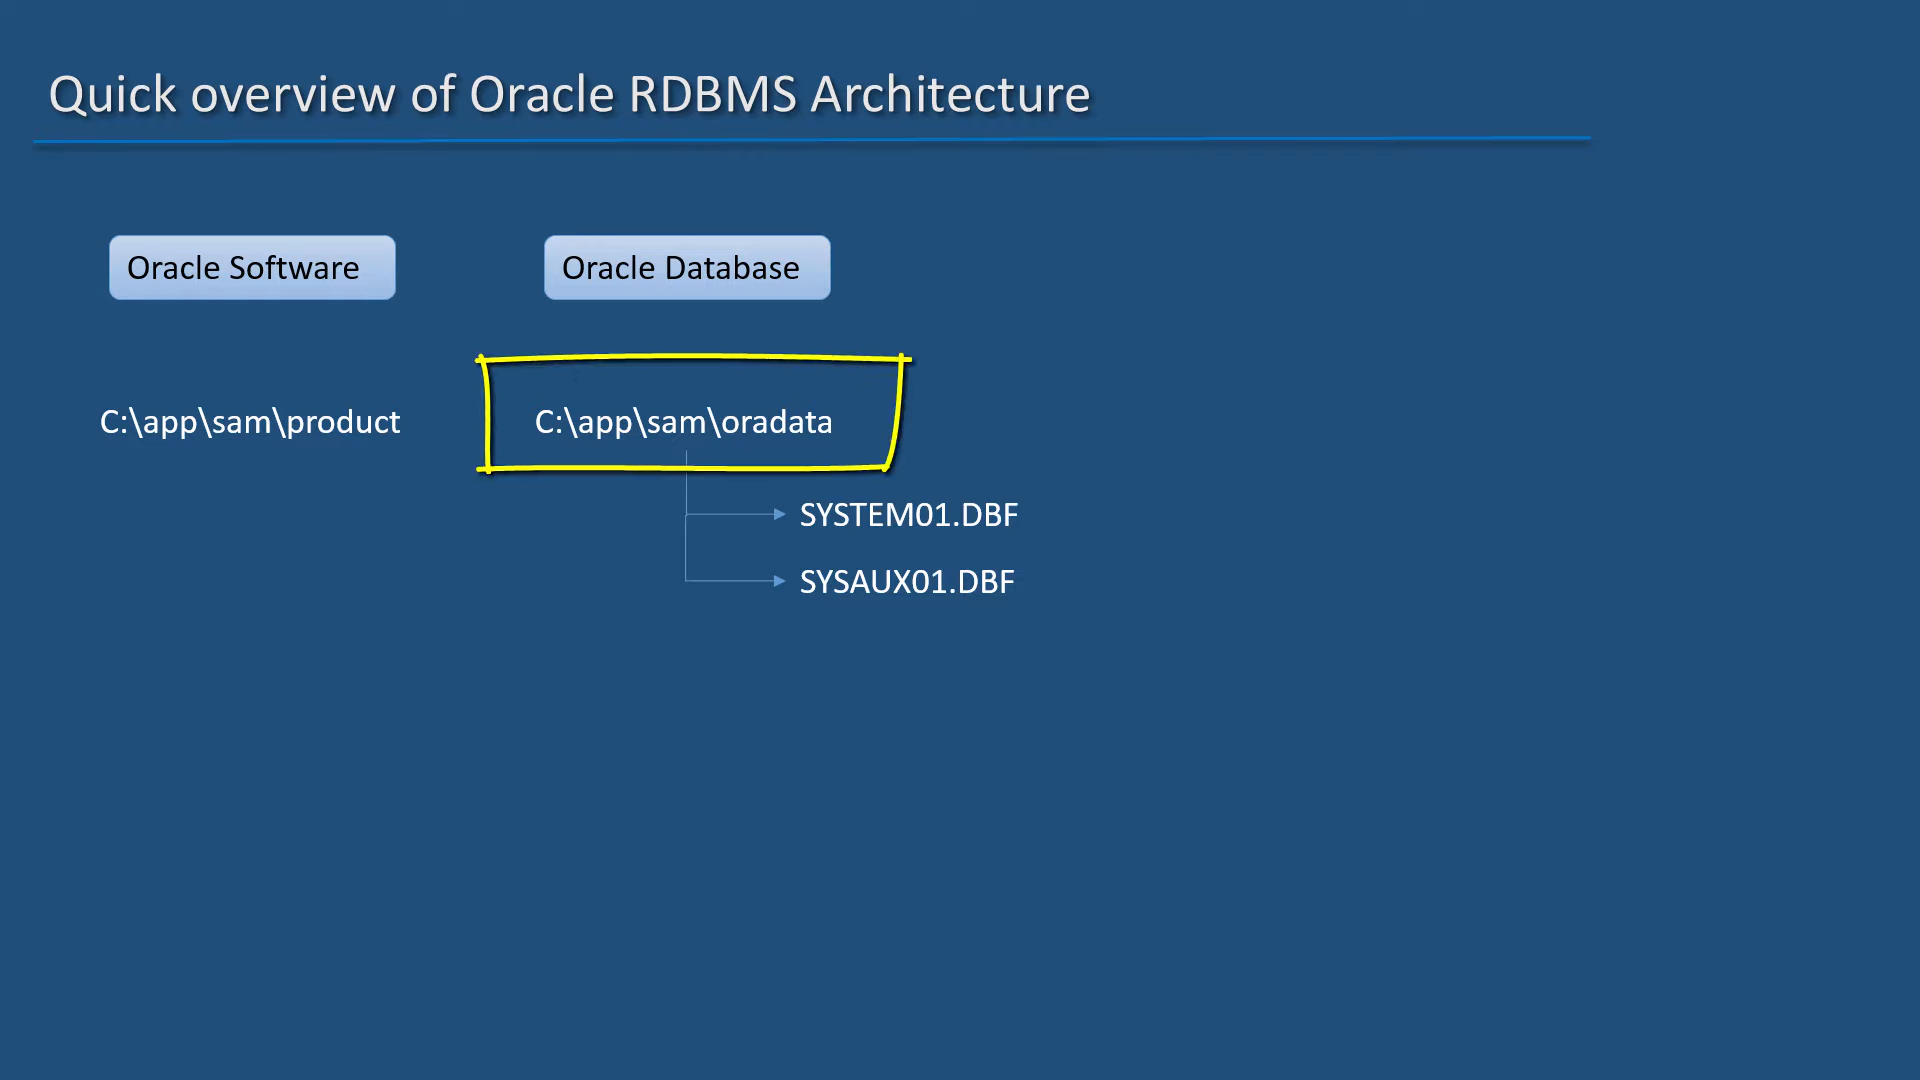 Quick overview of Oracle RDBMS Architecture
Oracle Software
Oracle Database
C:\app\sam\product
C:\app\sam\oradata
SYSTEM01.DBF
SYSAUX01.DBF